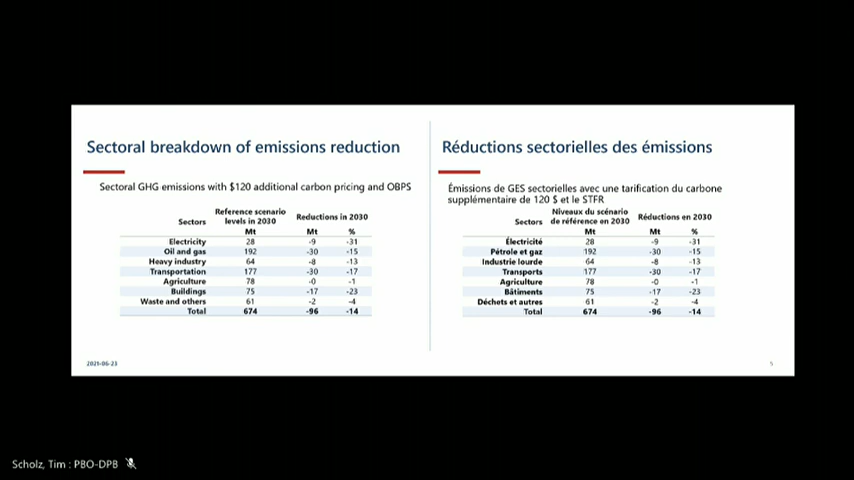 Sectoral breakdown of emissions reduction
Sectoral GHG emissions with $120 additional carbon pricing and OBPS
Sectors Reference scenario levels in 2030 Reductions in 2030
Mt Mt %
Electricity 28 -9 -31
Oil and gas 192 -30 -15
Heavy industry 64 -8 -13
Transportation 177 -30 -17
Agriculture 78 -0 -1
Buildings 75 -17 -23
Waste and others 61 -2 -4
Total 674 -96 -14
2021-06-23
Réductions sectorielles des émissions
Émissions de GES sectorielles avec une tarification du carbone
supplémentaire de 120 $ et le STFR
Sectors Niveaux du scénario de référence en 2030 Réductions en 2030
Mt Mt %
Électricité 28 -9 -31
Pétrole et gaz 192 -30 -15
Industrie lourde 64 -8 -13
Transports 177 -30 -17
Agriculture 78 -0 -1
Bâtiments 75 -17 -23
Déchets et autres 61 -2 -4
Total 674 -96 -14
5
Scholz, Tim : PBO-DPB